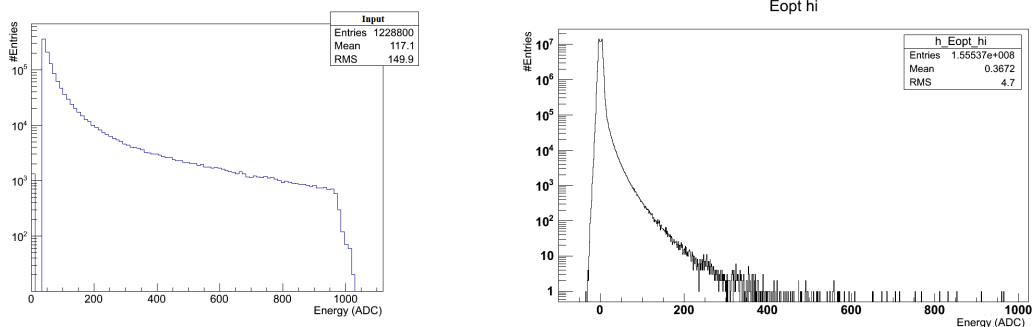 Input
Entries 1228800
Mean 117.1
RMS 149.9
#Entries
10^5
10^4
10^3
10^2
0 200 400 600 800 1000
Energy (ADC)
Eopt hi
h_Eopt_hi
Entries 1.55537e+008
Mean 0.3672
RMS 4.7
#Entries
10^7
10^6
10^5
10^4
10^3
10^2
10
1
0 200 400 600 800 1000
Energy (ADC)